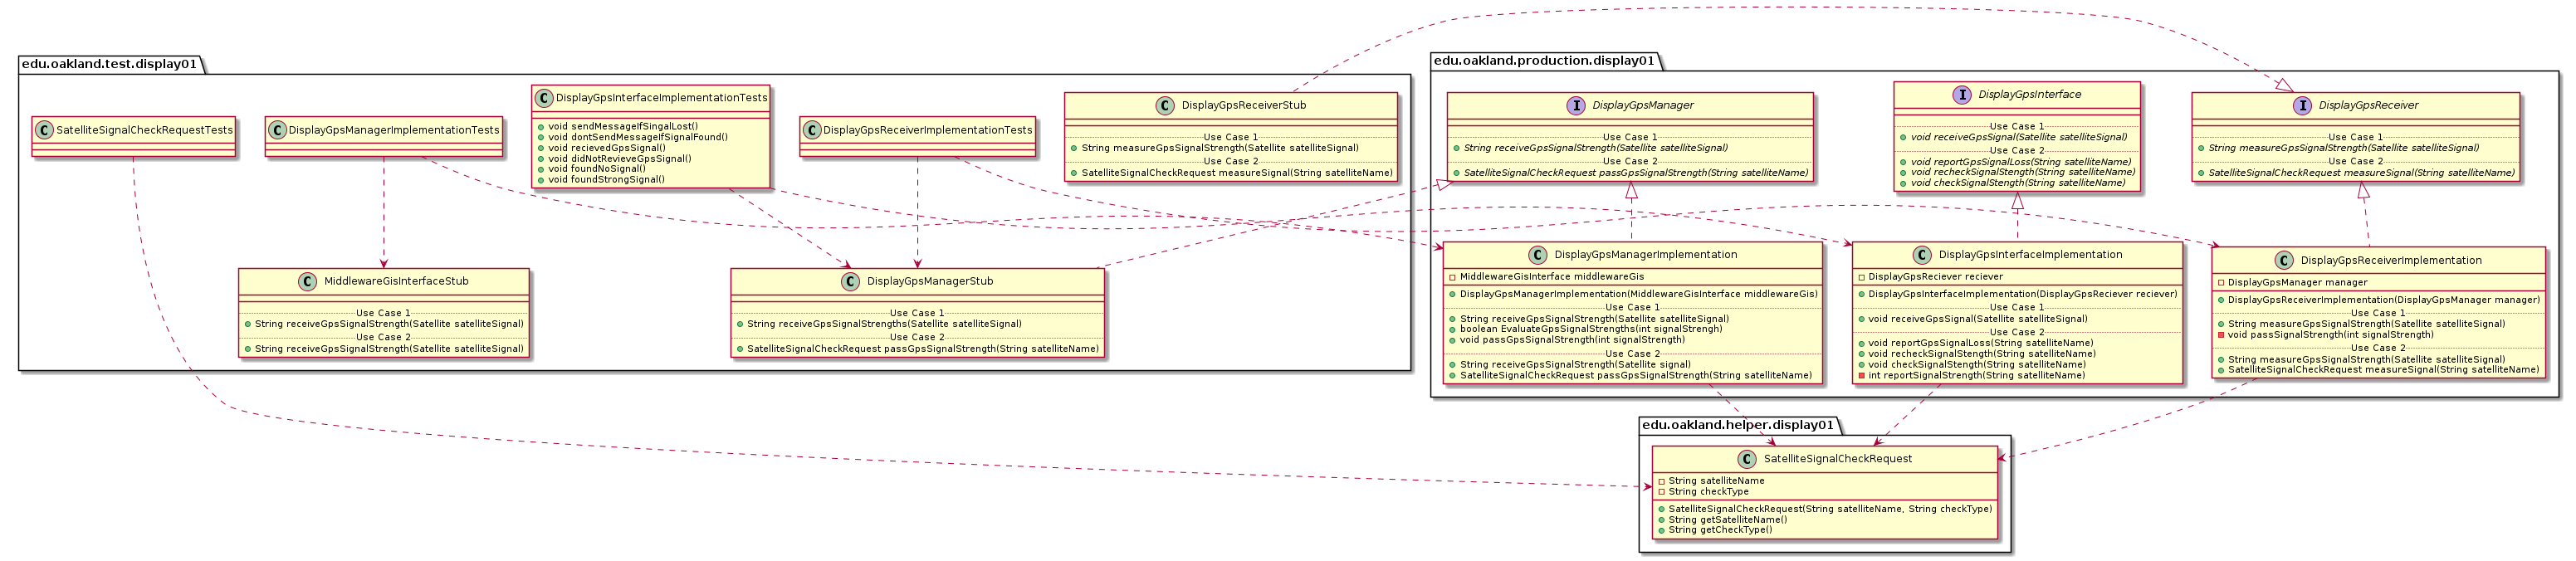 edu.oakland.test.display01
SatelliteSignalCheckRequestTests
DisplayGpsManagerImplementationTests
DisplayGpsInterfaceImplementationTests
void sendMessageIfSingalLost()
void dontSendMessageIfSignalFound()
void recievedGpsSignal()
void didNotRevieveGpsSignal()
void foundNoSignal()
void foundStrongSignal()
DisplayGpsReceiverImplementationTests
DisplayGpsReceiverStub
Use Case 1
String measureGpsSignalStrength(Satellite satelliteSignal)
Use Case 2
SatelliteSignalCheckRequest measureSignal(String satelliteName)
MiddlewareGisInterfaceStub
Use Case 1
String receiveGpsSignalStrength(Satellite satelliteSignal)
Use Case 2
String receiveGpsSignalStrength(Satellite satelliteSignal)
DisplayGpsManagerStub
Use Case 1
String receiveGpsSignalStrengths(Satellite satelliteSignal)
Use Case 2
SatelliteSignalCheckRequest passGpsSignalStrength(String satelliteName)
edu.oakland.production.display01
DisplayGpsManager
Use Case 1
String receiveGpsSignalStrength(Satellite satelliteSignal)
Use Case 2
SatelliteSignalCheckRequest passGpsSignalStrength(String satelliteName)
DisplayGpsInterface
Use Case 1
void receiveGpsSignal(Satellite satelliteSignal)
Use Case 2
void reportGpsSignalLoss(String satelliteName)
void recheckSignalStength(String satelliteName)
void checkSignalStength(String satelliteName)
DisplayGpsReceiver
Use Case 1
String measureGpsSignalStrength(Satellite satelliteSignal)
Use Case 2
SatelliteSignalCheckRequest measureSignal(String satelliteName)
DisplayGpsManagerImplementation
MiddlewareGisInterface middlewareGis
DisplayGpsManagerImplementation(MiddlewareGisInterface middlewareGis)
Use Case 1
String receiveGpsSignalStrength(Satellite satelliteSignal)
boolean EvaluateGpsSignalStrengths(int signalStrengh)
void passGpsSignalStrength(int signalStrength)
Use Case 2
String receiveGpsSignalStrength(Satellite signal)
SatelliteSignalCheckRequest passGpsSignalStrength(String satelliteName)
DisplayGpsInterfaceImplementation
DisplayGpsReciever reciever
DisplayGpsInterfaceImplementation(DisplayGpsReciever reciever)
Use Case 1
void receiveGpsSignal(Satellite satelliteSignal)
Use Case 2
void reportGpsSignalLoss(String satelliteName)
void recheckSignalStength(String satelliteName)
void checkSignalStength(String satelliteName)
int reportSignalStrength(String satelliteName)
DisplayGpsReceiverImplementation
DisplayGpsManager manager
DisplayGpsReceiverImplementation(DisplayGpsManager manager)
Use Case 1
String measureGpsSignalStrength(Satellite satelliteSignal)
void passSignalStrength(int signalStrength)
Use Case 2
String measureGpsSignalStrength(Satellite satelliteSignal)
SatelliteSignalCheckRequest measureSignal(String satelliteName)
edu.oakland.helper.display01
SatelliteSignalCheckRequest
String satelliteName
String checkType
SatelliteSignalCheckRequest(String satelliteName, String checkType)
String getSatelliteName()
String getCheckType()